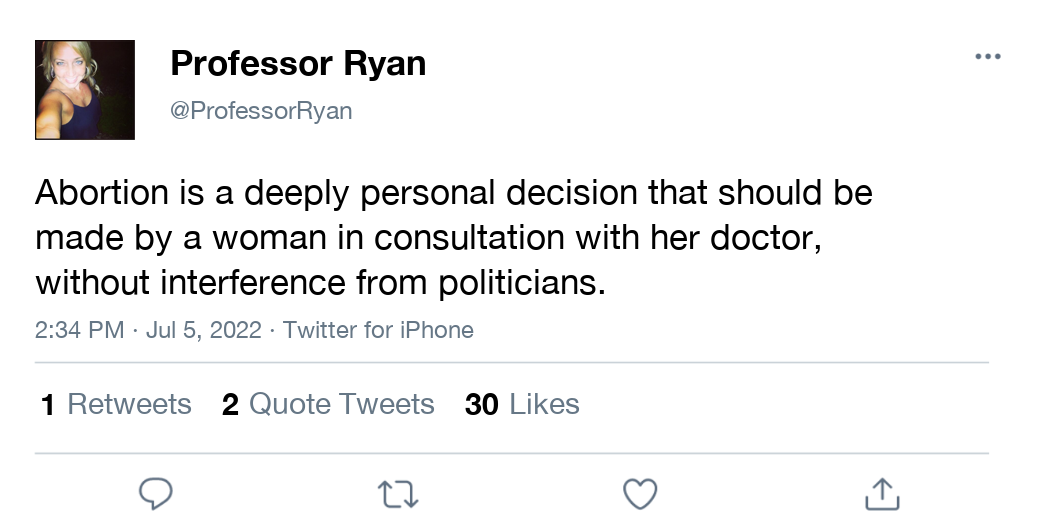 Professor Ryan
@ProfessorRyan
Abortion is a deeply personal decision that should be
made by a woman in consultation with her doctor,
without interference from politicians.
2:34 PM · Jul 5, 2022 · Twitter for iPhone
1 Retweets 2 Quote Tweets 30 Likes